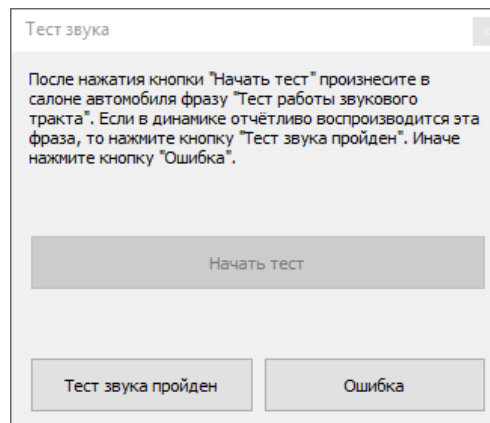 Тест звука
После нажатия кнопки "Начать тест" произнесите в
салоне автомобиля фразу "Тест работы звукового
тракта". Если в динамике отчётливо воспроизводится эта
фраза, то нажмите кнопку "Тест звука пройден". Иначе
нажмите кнопку "Ошибка".
Начать тест
Тест звука пройден
Ошибка